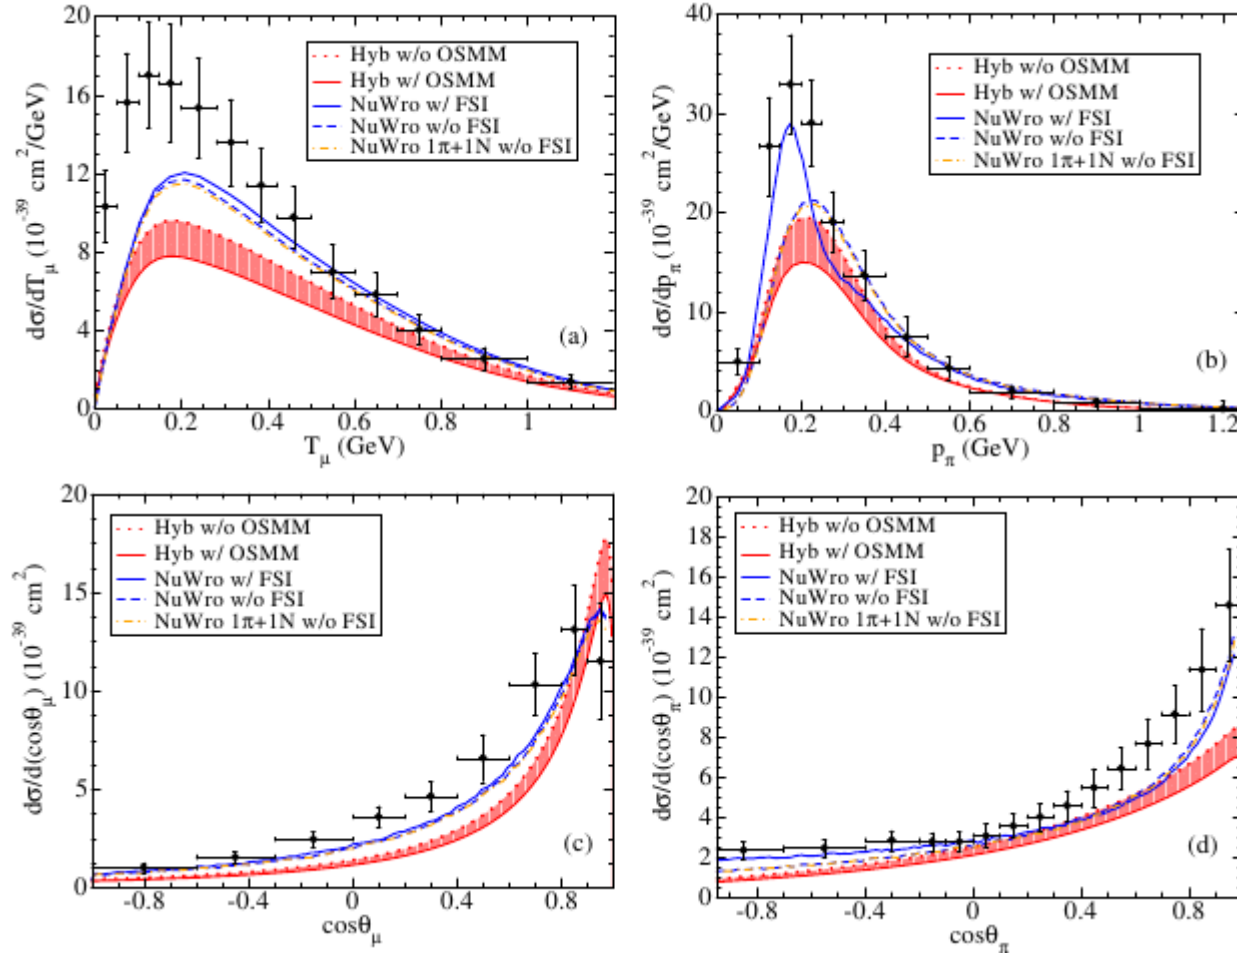 20
16
12
8
4
0
dσ/dT_μ (10^-39 cm^2/GeV)
Hyb w/o OSMM
Hyb w/ OSMM
NuWro w/ FSI
NuWro w/o FSI
NuWro 1π+1N w/o FSI
(a)
0 0.2 0.4 0.6 0.8 1
T_μ (GeV)
40
30
20
10
0
dσ/dp_π (10^-39 cm^2/GeV)
Hyb w/o OSMM
Hyb w/ OSMM
NuWro w/ FSI
NuWro w/o FSI
NuWro 1π+1N w/o FSI
(b)
0 0.2 0.4 0.6 0.8 1 1.2
p_π (GeV)
20
15
10
5
0
dσ/d(cosθ_μ) (10^-39 cm^2)
Hyb w/o OSMM
Hyb w/ OSMM
NuWro w/ FSI
NuWro w/o FSI
NuWro 1π+1N w/o FSI
(c)
-0.8 -0.4 0 0.4 0.8
cosθ_μ
20
18
16
14
12
10
8
6
4
2
0
dσ/d(cosθ_π) (10^-39 cm^2)
Hyb w/o OSMM
Hyb w/ OSMM
NuWro w/ FSI
NuWro w/o FSI
NuWro 1π+1N w/o FSI
(d)
-0.8 -0.4 0 0.4 0.8
cosθ_π